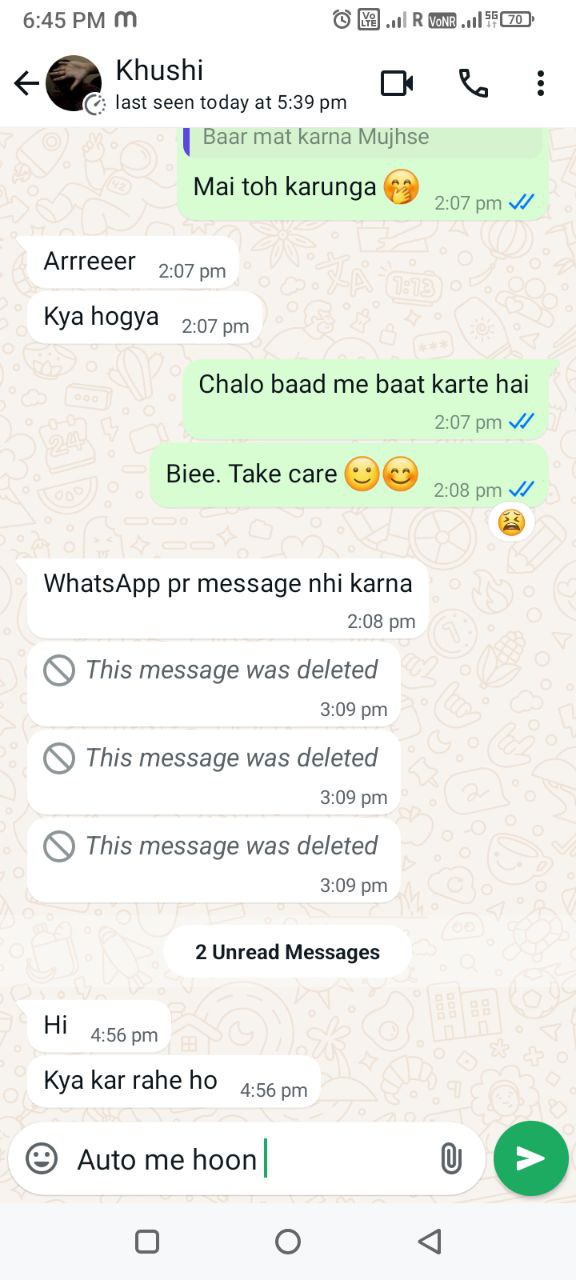 6:45 PM m
Vo LTE R VoNR 5G 70
Khushi
last seen today at 5:39 pm
Baar mat karna Mujhse
Mai toh karunga 🤭 2:07 pm
Arrreeer 2:07 pm
Kya hogya 2:07 pm
Chalo baad me baat karte hai
2:07 pm
Biee. Take care 🙂😊 2:08 pm
😫
WhatsApp pr message nhi karna
2:08 pm
This message was deleted
3:09 pm
This message was deleted
3:09 pm
This message was deleted
3:09 pm
2 Unread Messages
Hi 4:56 pm
Kya kar rahe ho 4:56 pm
Auto me hoon